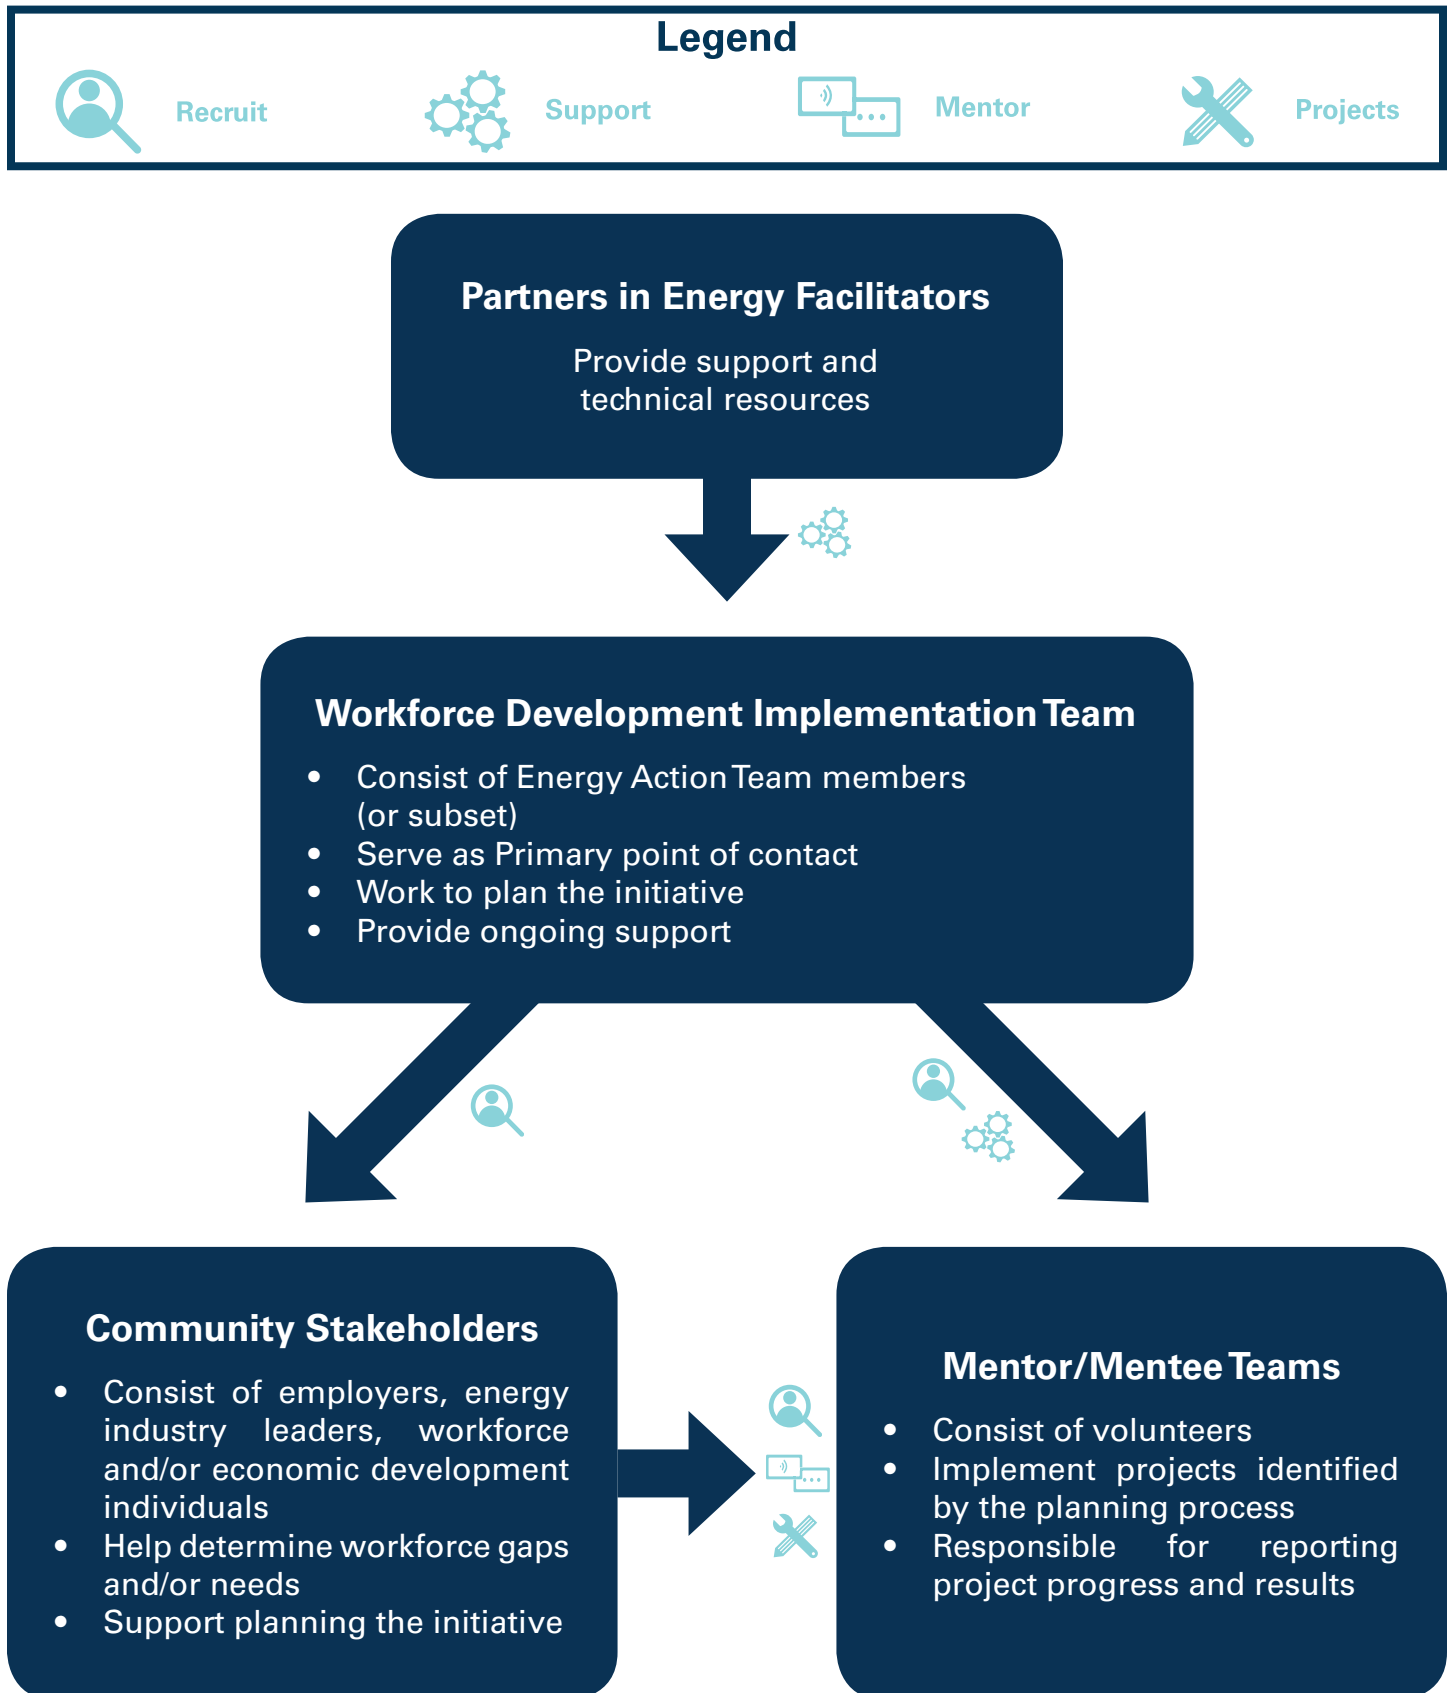 Legend
Recruit
Support
Mentor
Projects
Partners in Energy Facilitators
Provide support and
technical resources
Workforce Development Implementation Team
• Consist of Energy Action Team members
(or subset)
• Serve as Primary point of contact
• Work to plan the initiative
• Provide ongoing support
Community Stakeholders
• Consist of employers, energy
industry leaders, workforce
and/or economic development
individuals
• Help determine workforce gaps
and/or needs
• Support planning the initiative
Mentor/Mentee Teams
• Consist of volunteers
• Implement projects identified
by the planning process
• Responsible for reporting
project progress and results